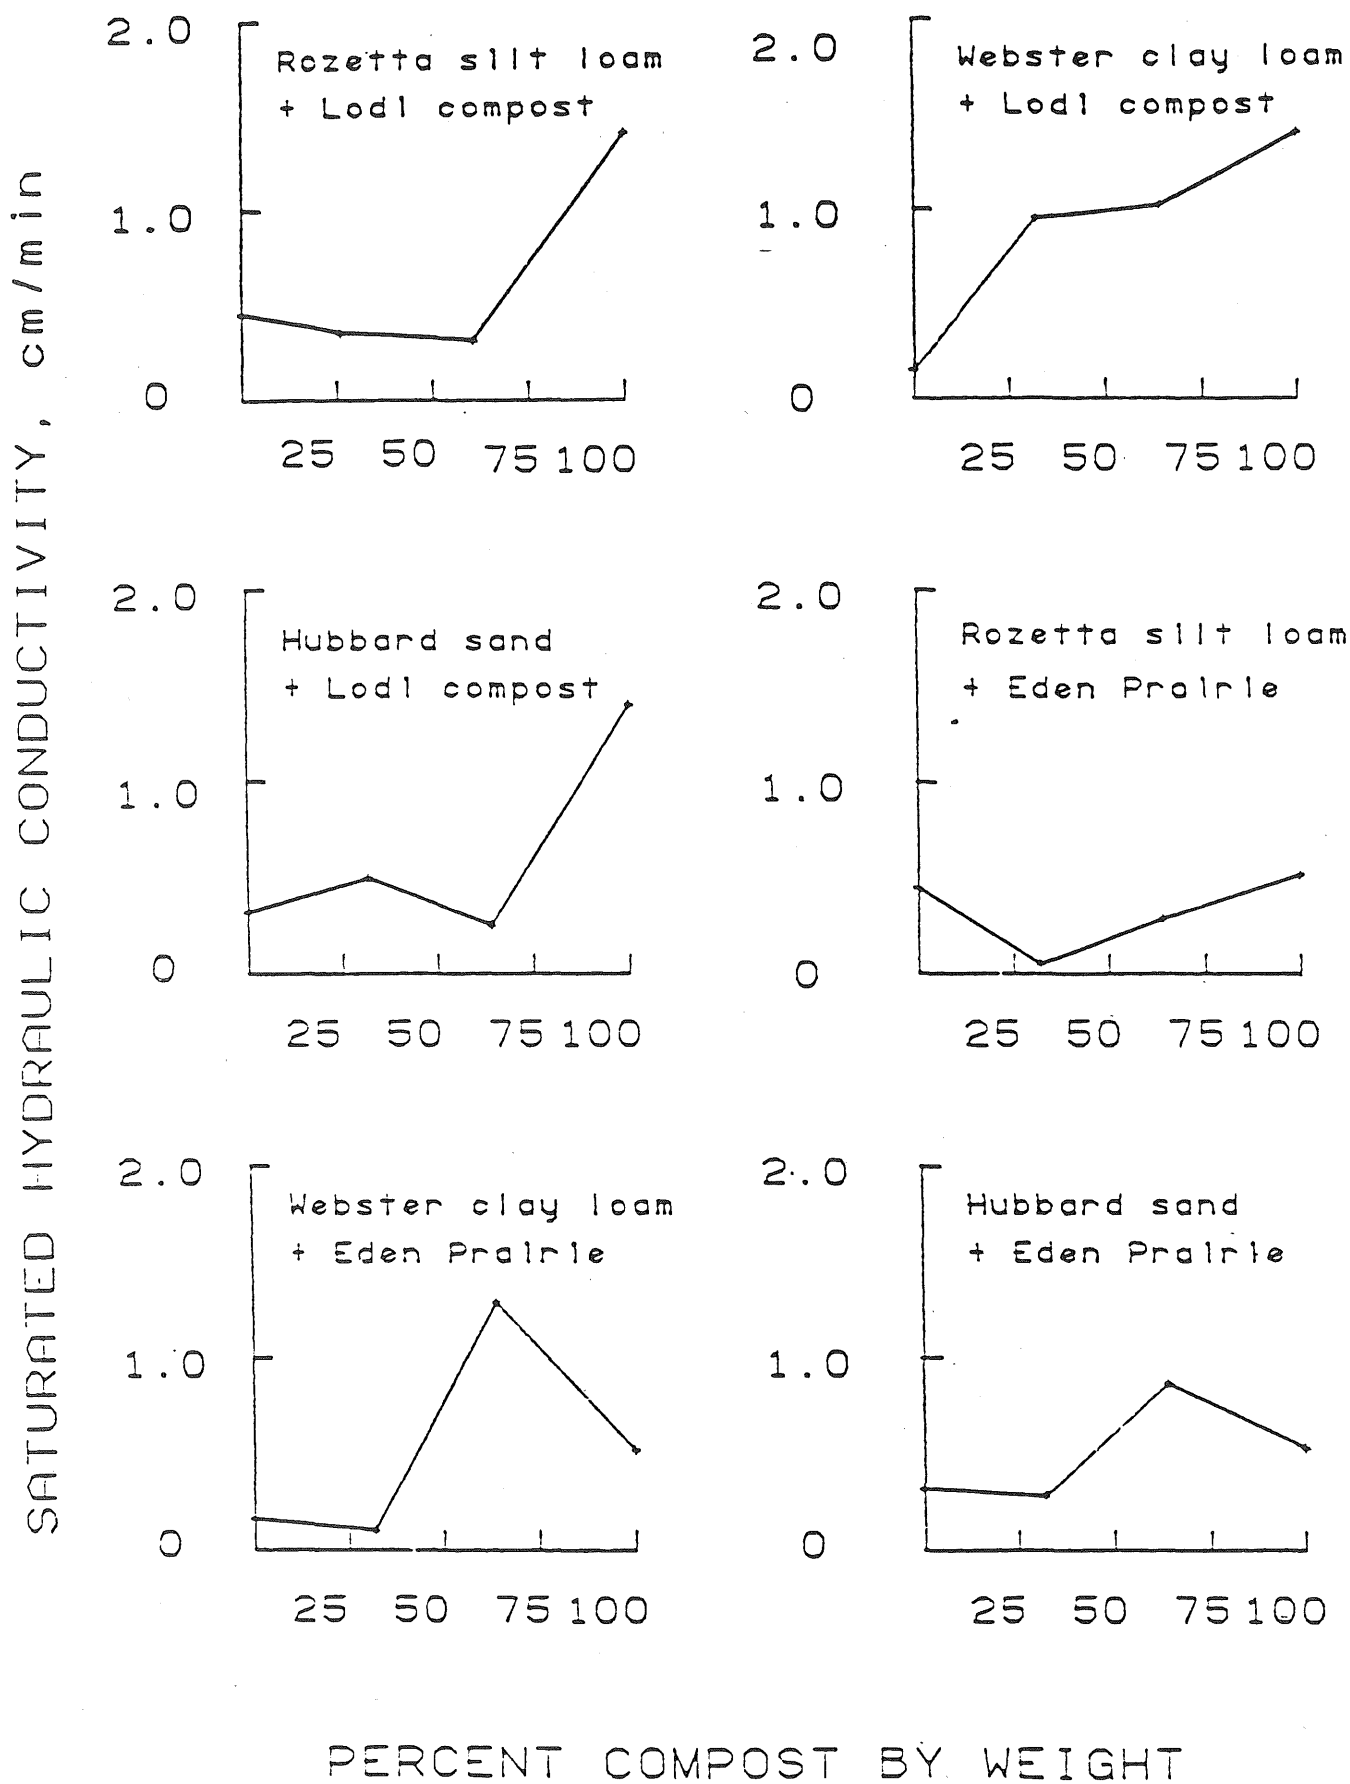 SATURATED HYDRAULIC CONDUCTIVITY, cm/min
2.0
Rozetta silt loam
+ Lodi compost
1.0
0
25 50 75 100
2.0
Webster clay loam
+ Lodi compost
1.0
0
25 50 75 100
2.0
Hubbard sand
+ Lodi compost
1.0
0
25 50 75 100
2.0
Rozetta silt loam
+ Eden Prairie
1.0
0
25 50 75 100
2.0
Webster clay loam
+ Eden Prairie
1.0
0
25 50 75 100
2.0
Hubbard sand
+ Eden Prairie
1.0
0
25 50 75 100
PERCENT COMPOST BY WEIGHT